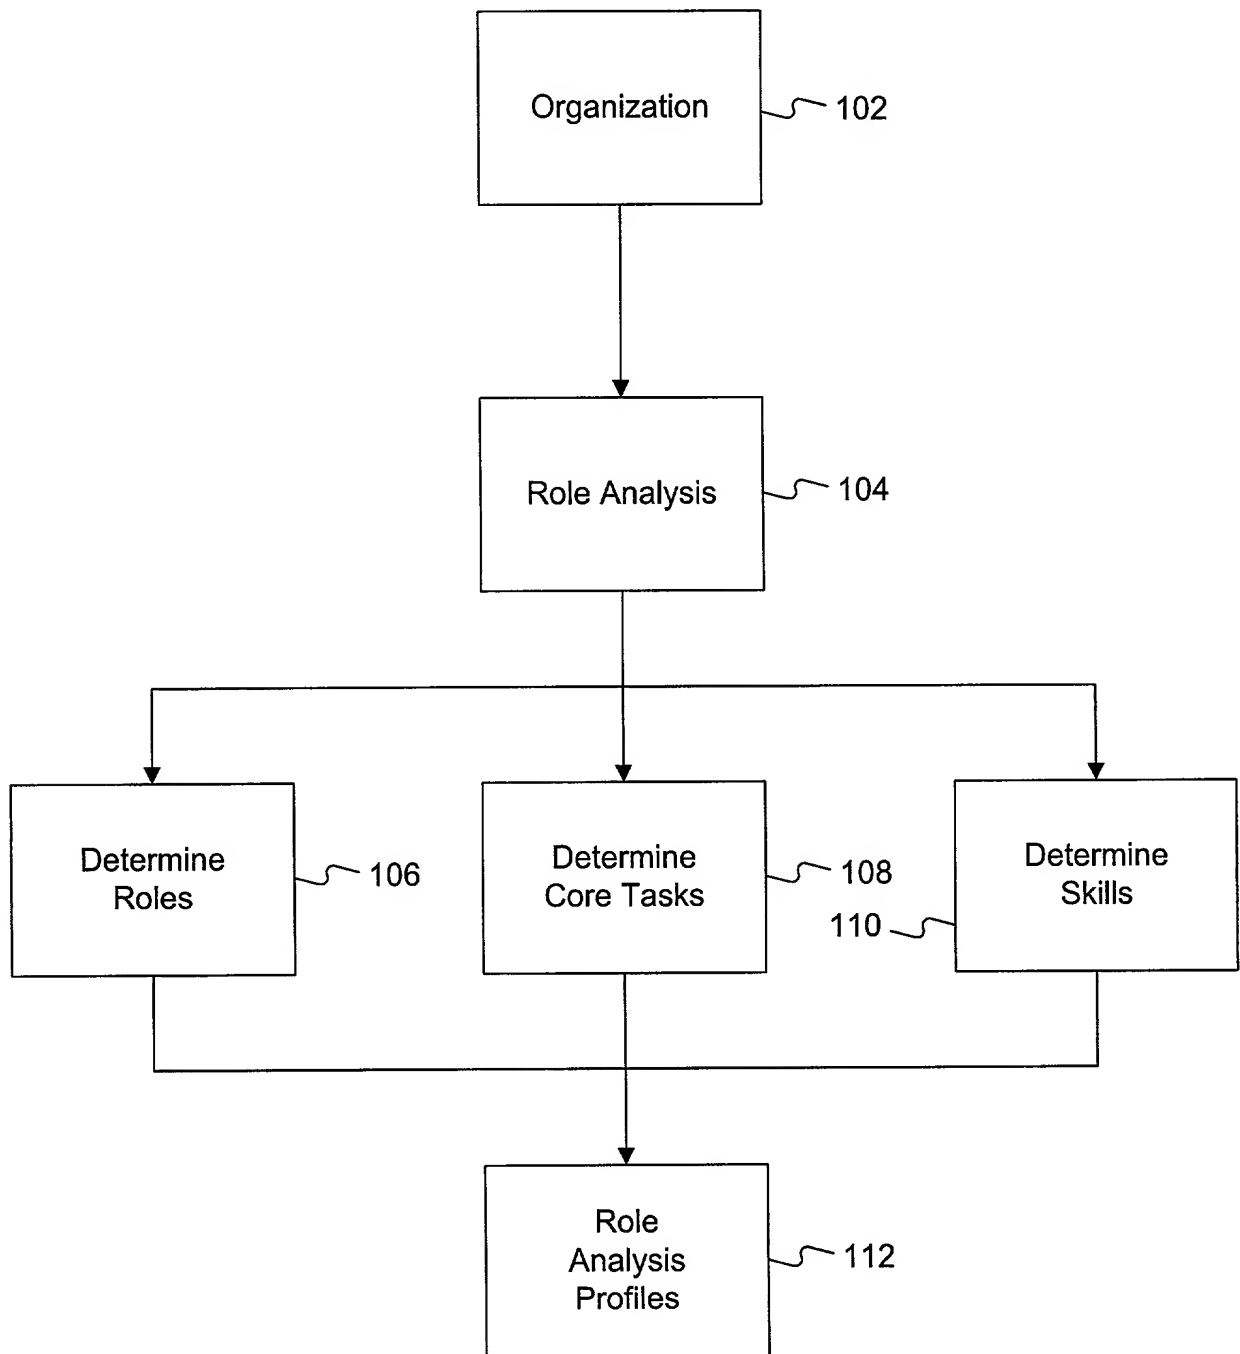 Organization
102
Role Analysis
104
Determine
Roles
106
Determine
Core Tasks
108
Determine
Skills
110
Role
Analysis
Profiles
112